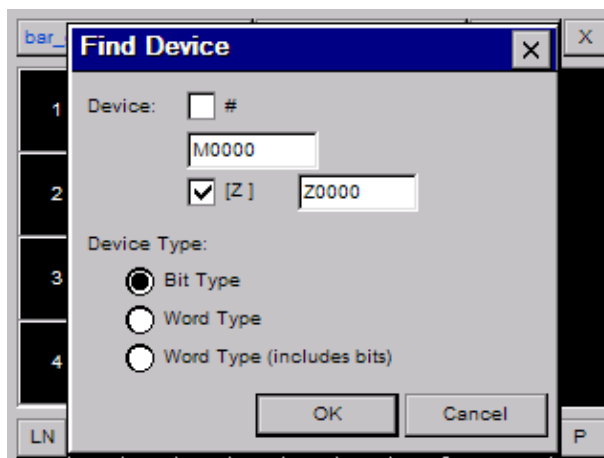 bar_
Find Device
X
1
Device: #
M0000
2
[Z ] Z0000
Device Type:
3
Bit Type
Word Type
4
Word Type (includes bits)
OK Cancel
LN
P